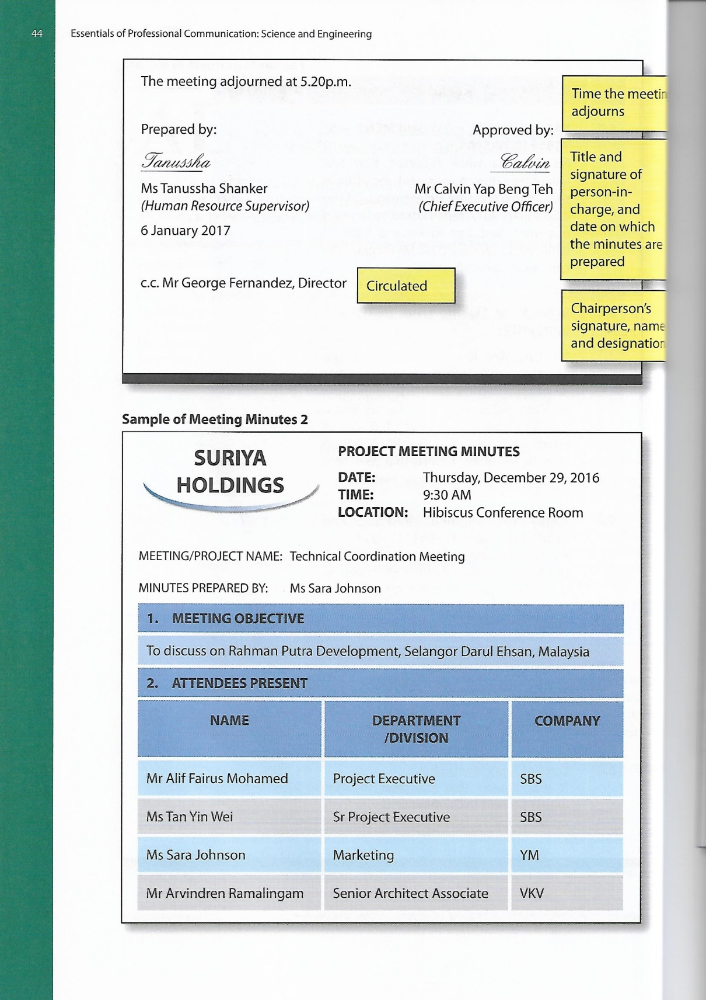 44
Essentials of Professional Communication: Science and Engineering
The meeting adjourned at 5.20p.m.
Time the meetin
adjourns
Prepared by:
Approved by:
Tanussha
Calvin
Ms Tanussha Shanker
(Human Resource Supervisor)
6 January 2017
Mr Calvin Yap Beng Teh
(Chief Executive Officer)
Title and
signature of
person-in-
charge, and
date on which
the minutes are
prepared
c.c. Mr George Fernandez, Director
Circulated
Chairperson's
signature, name
and designation
Sample of Meeting Minutes 2
SURIYA
HOLDINGS
PROJECT MEETING MINUTES
DATE: Thursday, December 29, 2016
TIME: 9:30 AM
LOCATION: Hibiscus Conference Room
MEETING/PROJECT NAME: Technical Coordination Meeting
MINUTES PREPARED BY: Ms Sara Johnson
1. MEETING OBJECTIVE
To discuss on Rahman Putra Development, Selangor Darul Ehsan, Malaysia
2. ATTENDEES PRESENT
NAME
DEPARTMENT
/DIVISION
COMPANY
Mr Alif Fairus Mohamed Project Executive SBS
Ms Tan Yin Wei Sr Project Executive SBS
Ms Sara Johnson Marketing YM
Mr Arvindren Ramalingam Senior Architect Associate VKV